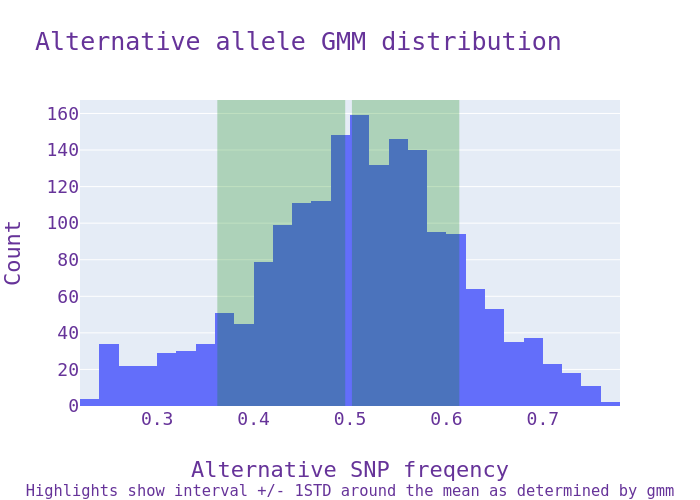 Alternative allele GMM distribution
160
140
120
100
80
60
40
20
0
Count
0.3 0.4 0.5 0.6 0.7
Alternative SNP freqency
Highlights show interval +/- 1STD around the mean as determined by gmm